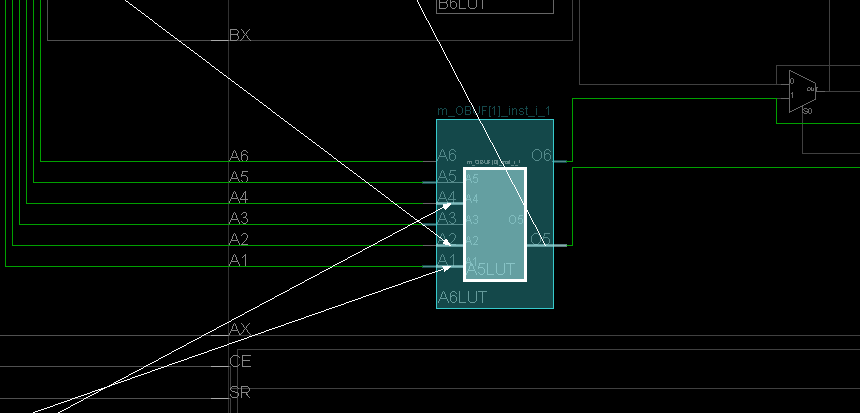 B6LUT
BX
0
1
out
S0
m_OBUF[1]_inst_i_1
A6
A6
O6
m_OBUF[0]_inst_i_1
A5
A5
A5
A4
A4
A4
A3
A3
A3
O5
A2
A2
A2
O5
A1
A1
A1
A5LUT
A6LUT
AX
CE
SR